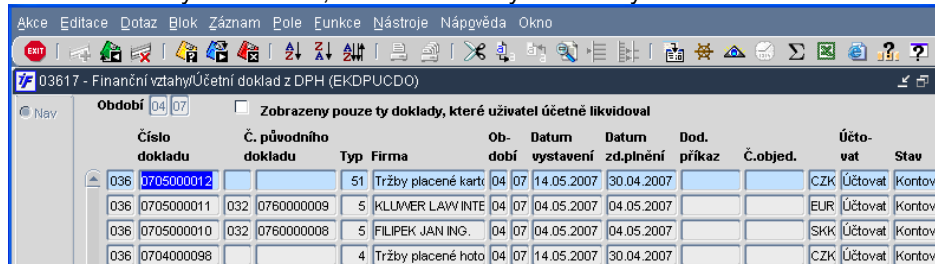 Akce Editace Dotaz Blok Záznam Pole Funkce Nástroje Nápověda Okno
EXIT
03617 - Finanční vztahy/Účetní doklad z DPH (EKDPUCDO)
Nav
Období 04 07 Zobrazeny pouze ty doklady, které uživatel účetně likvidoval
Číslo Č. původního Ob- Datum Datum Dod. Účto-
dokladu dokladu Typ Firma dobí vystavení zd.plnění příkaz Č.objed. vat Stav
036 0705000012 51 Tržby placené kartc 04 07 14.05.2007 30.04.2007 CZK Účtovat Kontov
036 0705000011 032 0760000009 5 KLUWER LAW INTE 04 07 04.05.2007 04.05.2007 EUR Účtovat Kontov
036 0705000010 032 0760000008 5 FILIPEK JAN ING. 04 07 04.05.2007 04.05.2007 SKK Účtovat Kontov
036 0704000098 4 Tržby placené hoto 04 07 14.05.2007 30.04.2007 CZK Účtovat Kontov